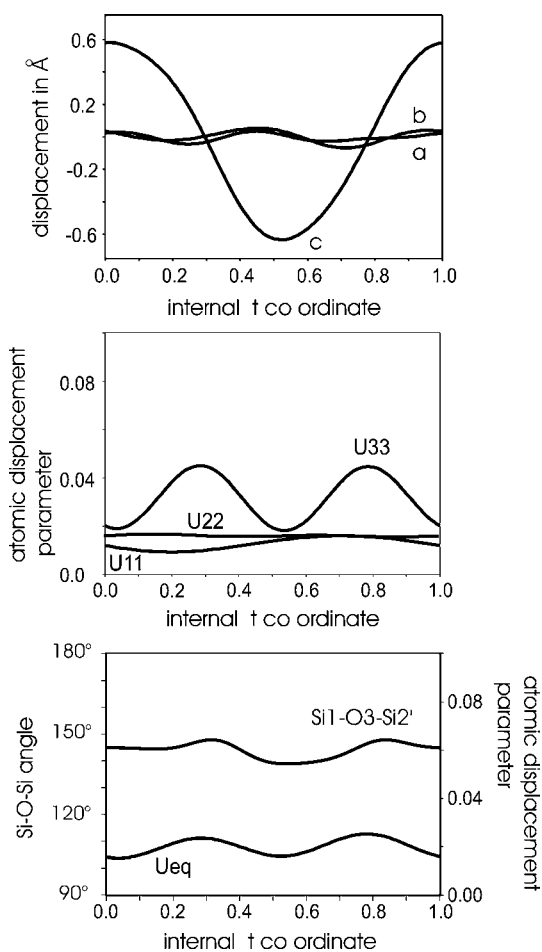 displacement in Å
0.6
0.2
-0.2
-0.6
b
a
c
0.0 0.2 0.4 0.6 0.8 1.0
internal t co ordinate
atomic displacement
parameter
0.08
0.04
0.0
U33
U22
U11
0.0 0.2 0.4 0.6 0.8 1.0
internal t co ordinate
Si-O-Si angle
180°
150°
120°
90°
Si1-O3-Si2'
Ueq
0.08
0.04
0.00
atomic displacement
parameter
0.0 0.2 0.4 0.6 0.8 1.0
internal t co ordinate